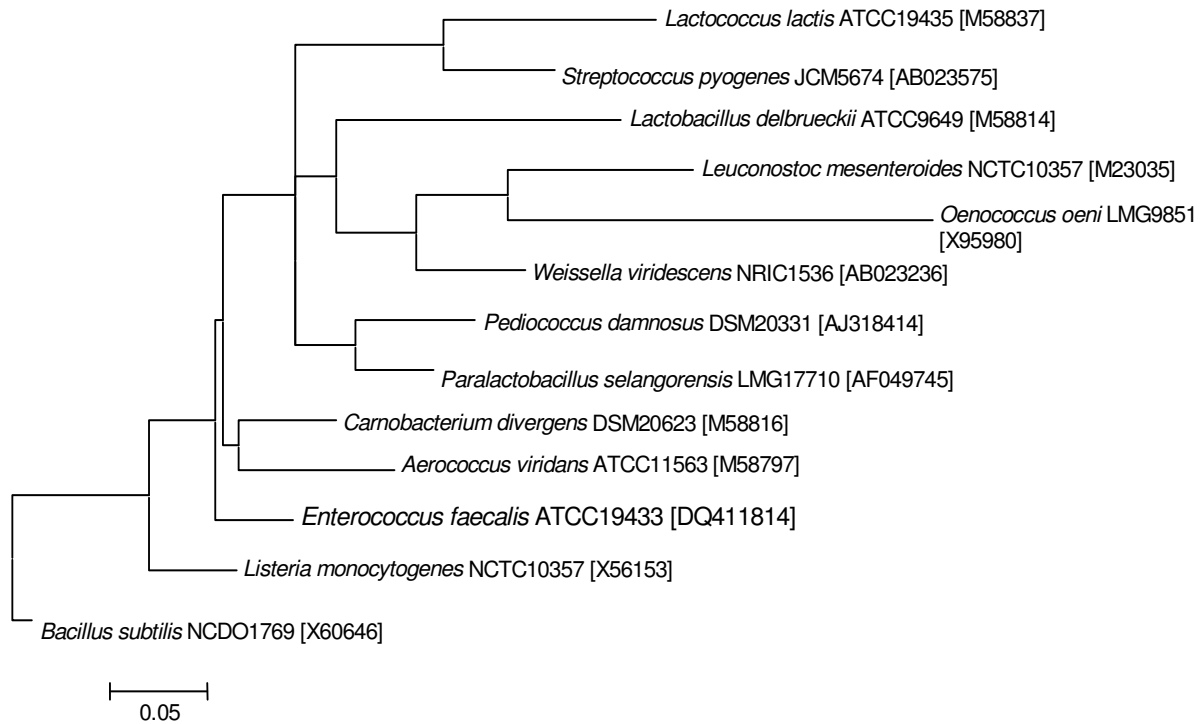 Lactococcus lactis ATCC19435 [M58837]
Streptococcus pyogenes JCM5674 [AB023575]
Lactobacillus delbrueckii ATCC9649 [M58814]
Leuconostoc mesenteroides NCTC10357 [M23035]
Oenococcus oeni LMG9851
[X95980]
Weissella viridescens NRIC1536 [AB023236]
Pediococcus damnosus DSM20331 [AJ318414]
Paralactobacillus selangorensis LMG17710 [AF049745]
Carnobacterium divergens DSM20623 [M58816]
Aerococcus viridans ATCC11563 [M58797]
Enterococcus faecalis ATCC19433 [DQ411814]
Listeria monocytogenes NCTC10357 [X56153]
Bacillus subtilis NCDO1769 [X60646]
0.05